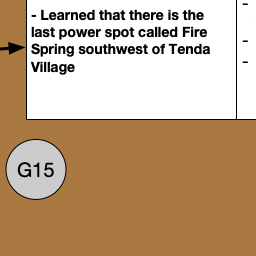 - Learned that there is the
last power spot called Fire
Spring southwest of Tenda
Village
-
-
-
G15